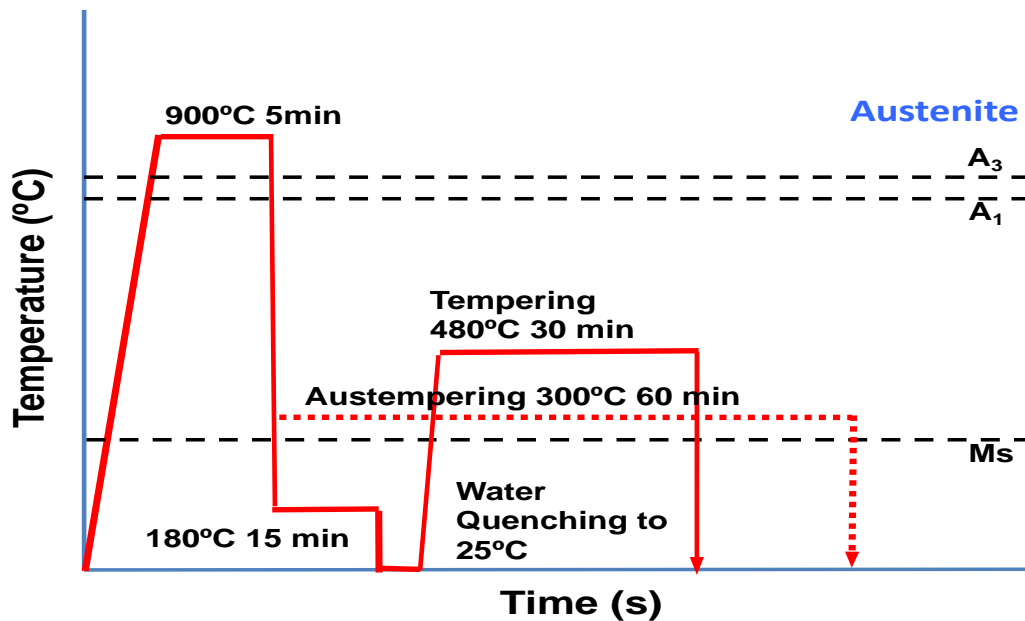 900ºC 5min
Austenite
A₃
A₁
Temperature (ºC)
Tempering
480ºC 30 min
Austempering 300ºC 60 min
Ms
Water
Quenching to
25ºC
180ºC 15 min
Time (s)